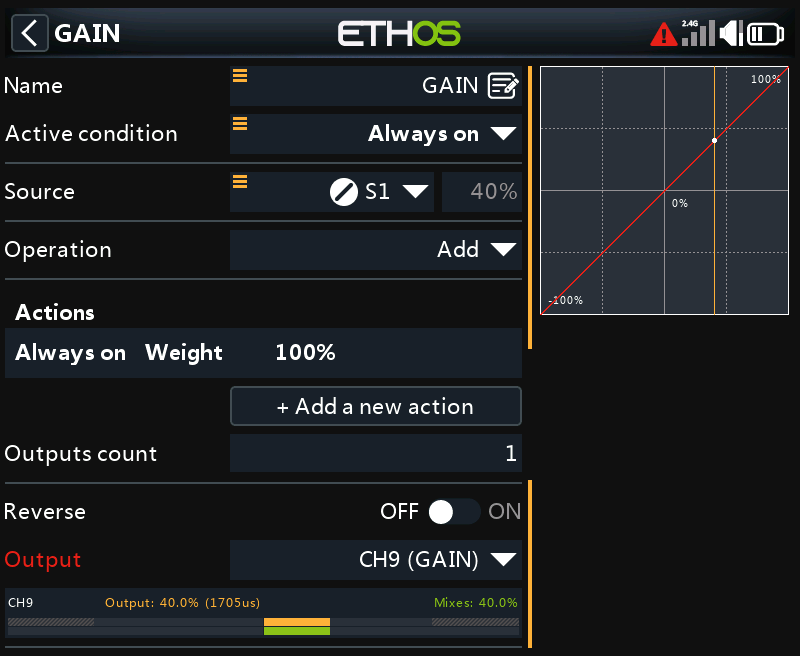 GAIN
ETHOS
2.4G
Name GAIN
Active condition Always on
Source S1 40%
Operation Add
Actions
Always on Weight 100%
+ Add a new action
Outputs count 1
Reverse OFF ON
Output CH9 (GAIN)
CH9 Output: 40.0% (1705us) Mixes: 40.0%
100%
0%
-100%